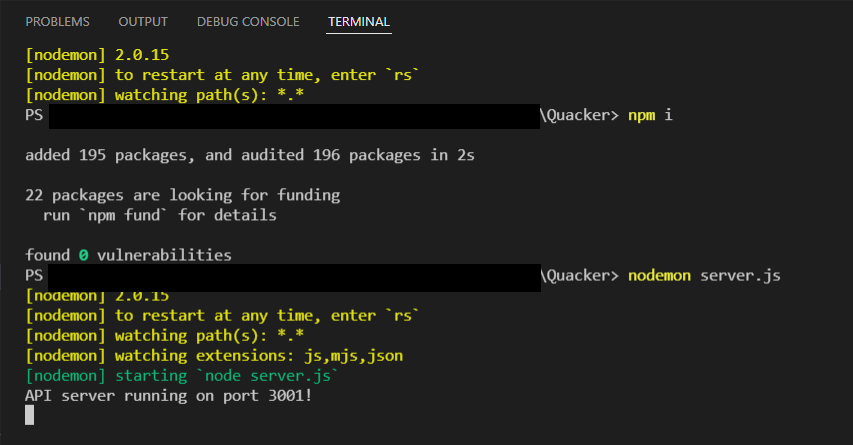 PROBLEMS OUTPUT DEBUG CONSOLE TERMINAL
[nodemon] 2.0.15
[nodemon] to restart at any time, enter `rs`
[nodemon] watching path(s): *.*
PS \Quacker> npm i
added 195 packages, and audited 196 packages in 2s
22 packages are looking for funding
  run `npm fund` for details
found 0 vulnerabilities
PS \Quacker> nodemon server.js
[nodemon] 2.0.15
[nodemon] to restart at any time, enter `rs`
[nodemon] watching path(s): *.*
[nodemon] watching extensions: js,mjs,json
[nodemon] starting `node server.js`
API server running on port 3001!